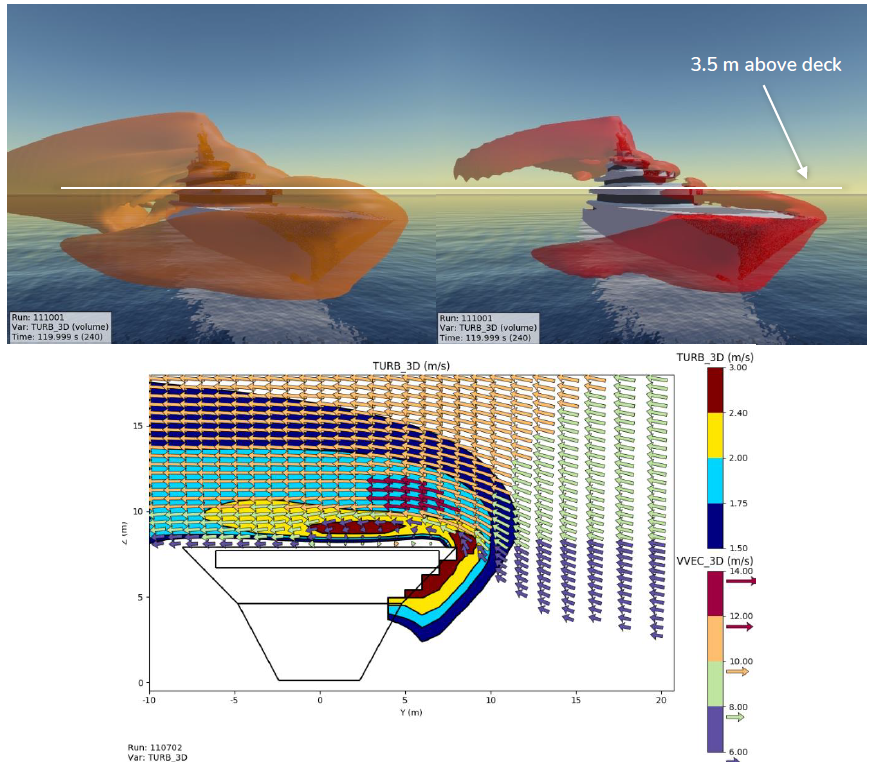 3.5 m above deck
Run: 111001
Var: TURB_3D (volume)
Time: 119.999 s (240)
Run: 111001
Var: TURB_3D (volume)
Time: 119.999 s (240)
TURB_3D (m/s)
TURB_3D (m/s)
3.00
2.40
2.00
1.75
1.50
VVEC_3D (m/s)
14.00
12.00
10.00
8.00
6.00
Z (m)
15
10
5
0
-10
-5
0
5
10
15
20
Y (m)
Run: 110702
Var: TURB_3D